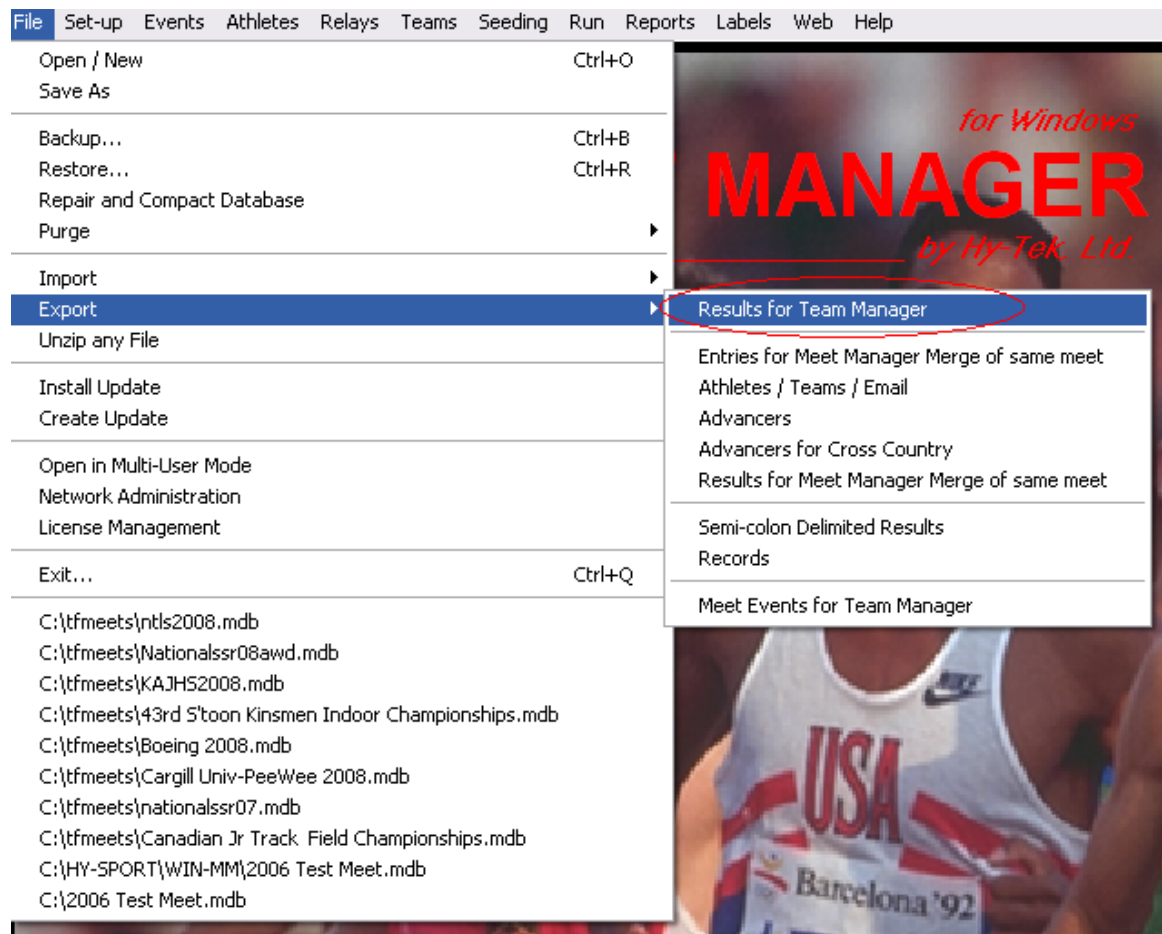 File Set-up Events Athletes Relays Teams Seeding Run Reports Labels Web Help
Open / New Ctrl+O
Save As
Backup... Ctrl+B
Restore... Ctrl+R
Repair and Compact Database
Purge
Import
Export
Unzip any File
Install Update
Create Update
Open in Multi-User Mode
Network Administration
License Management
Exit... Ctrl+Q
C:\tfmeets\ntls2008.mdb
C:\tfmeets\Nationalssr08awd.mdb
C:\tfmeets\KAJHS2008.mdb
C:\tfmeets\43rd S'toon Kinsmen Indoor Championships.mdb
C:\tfmeets\Boeing 2008.mdb
C:\tfmeets\Cargill Univ-PeeWee 2008.mdb
C:\tfmeets\nationalssr07.mdb
C:\tfmeets\Canadian Jr Track  Field Championships.mdb
C:\HY-SPORT\WIN-MM\2006 Test Meet.mdb
C:\2006 Test Meet.mdb
for Windows
MANAGER
by Hy-Tek, Ltd.
Results for Team Manager
Entries for Meet Manager Merge of same meet
Athletes / Teams / Email
Advancers
Advancers for Cross Country
Results for Meet Manager Merge of same meet
Semi-colon Delimited Results
Records
Meet Events for Team Manager
NIKE
USA
Barcelona '92